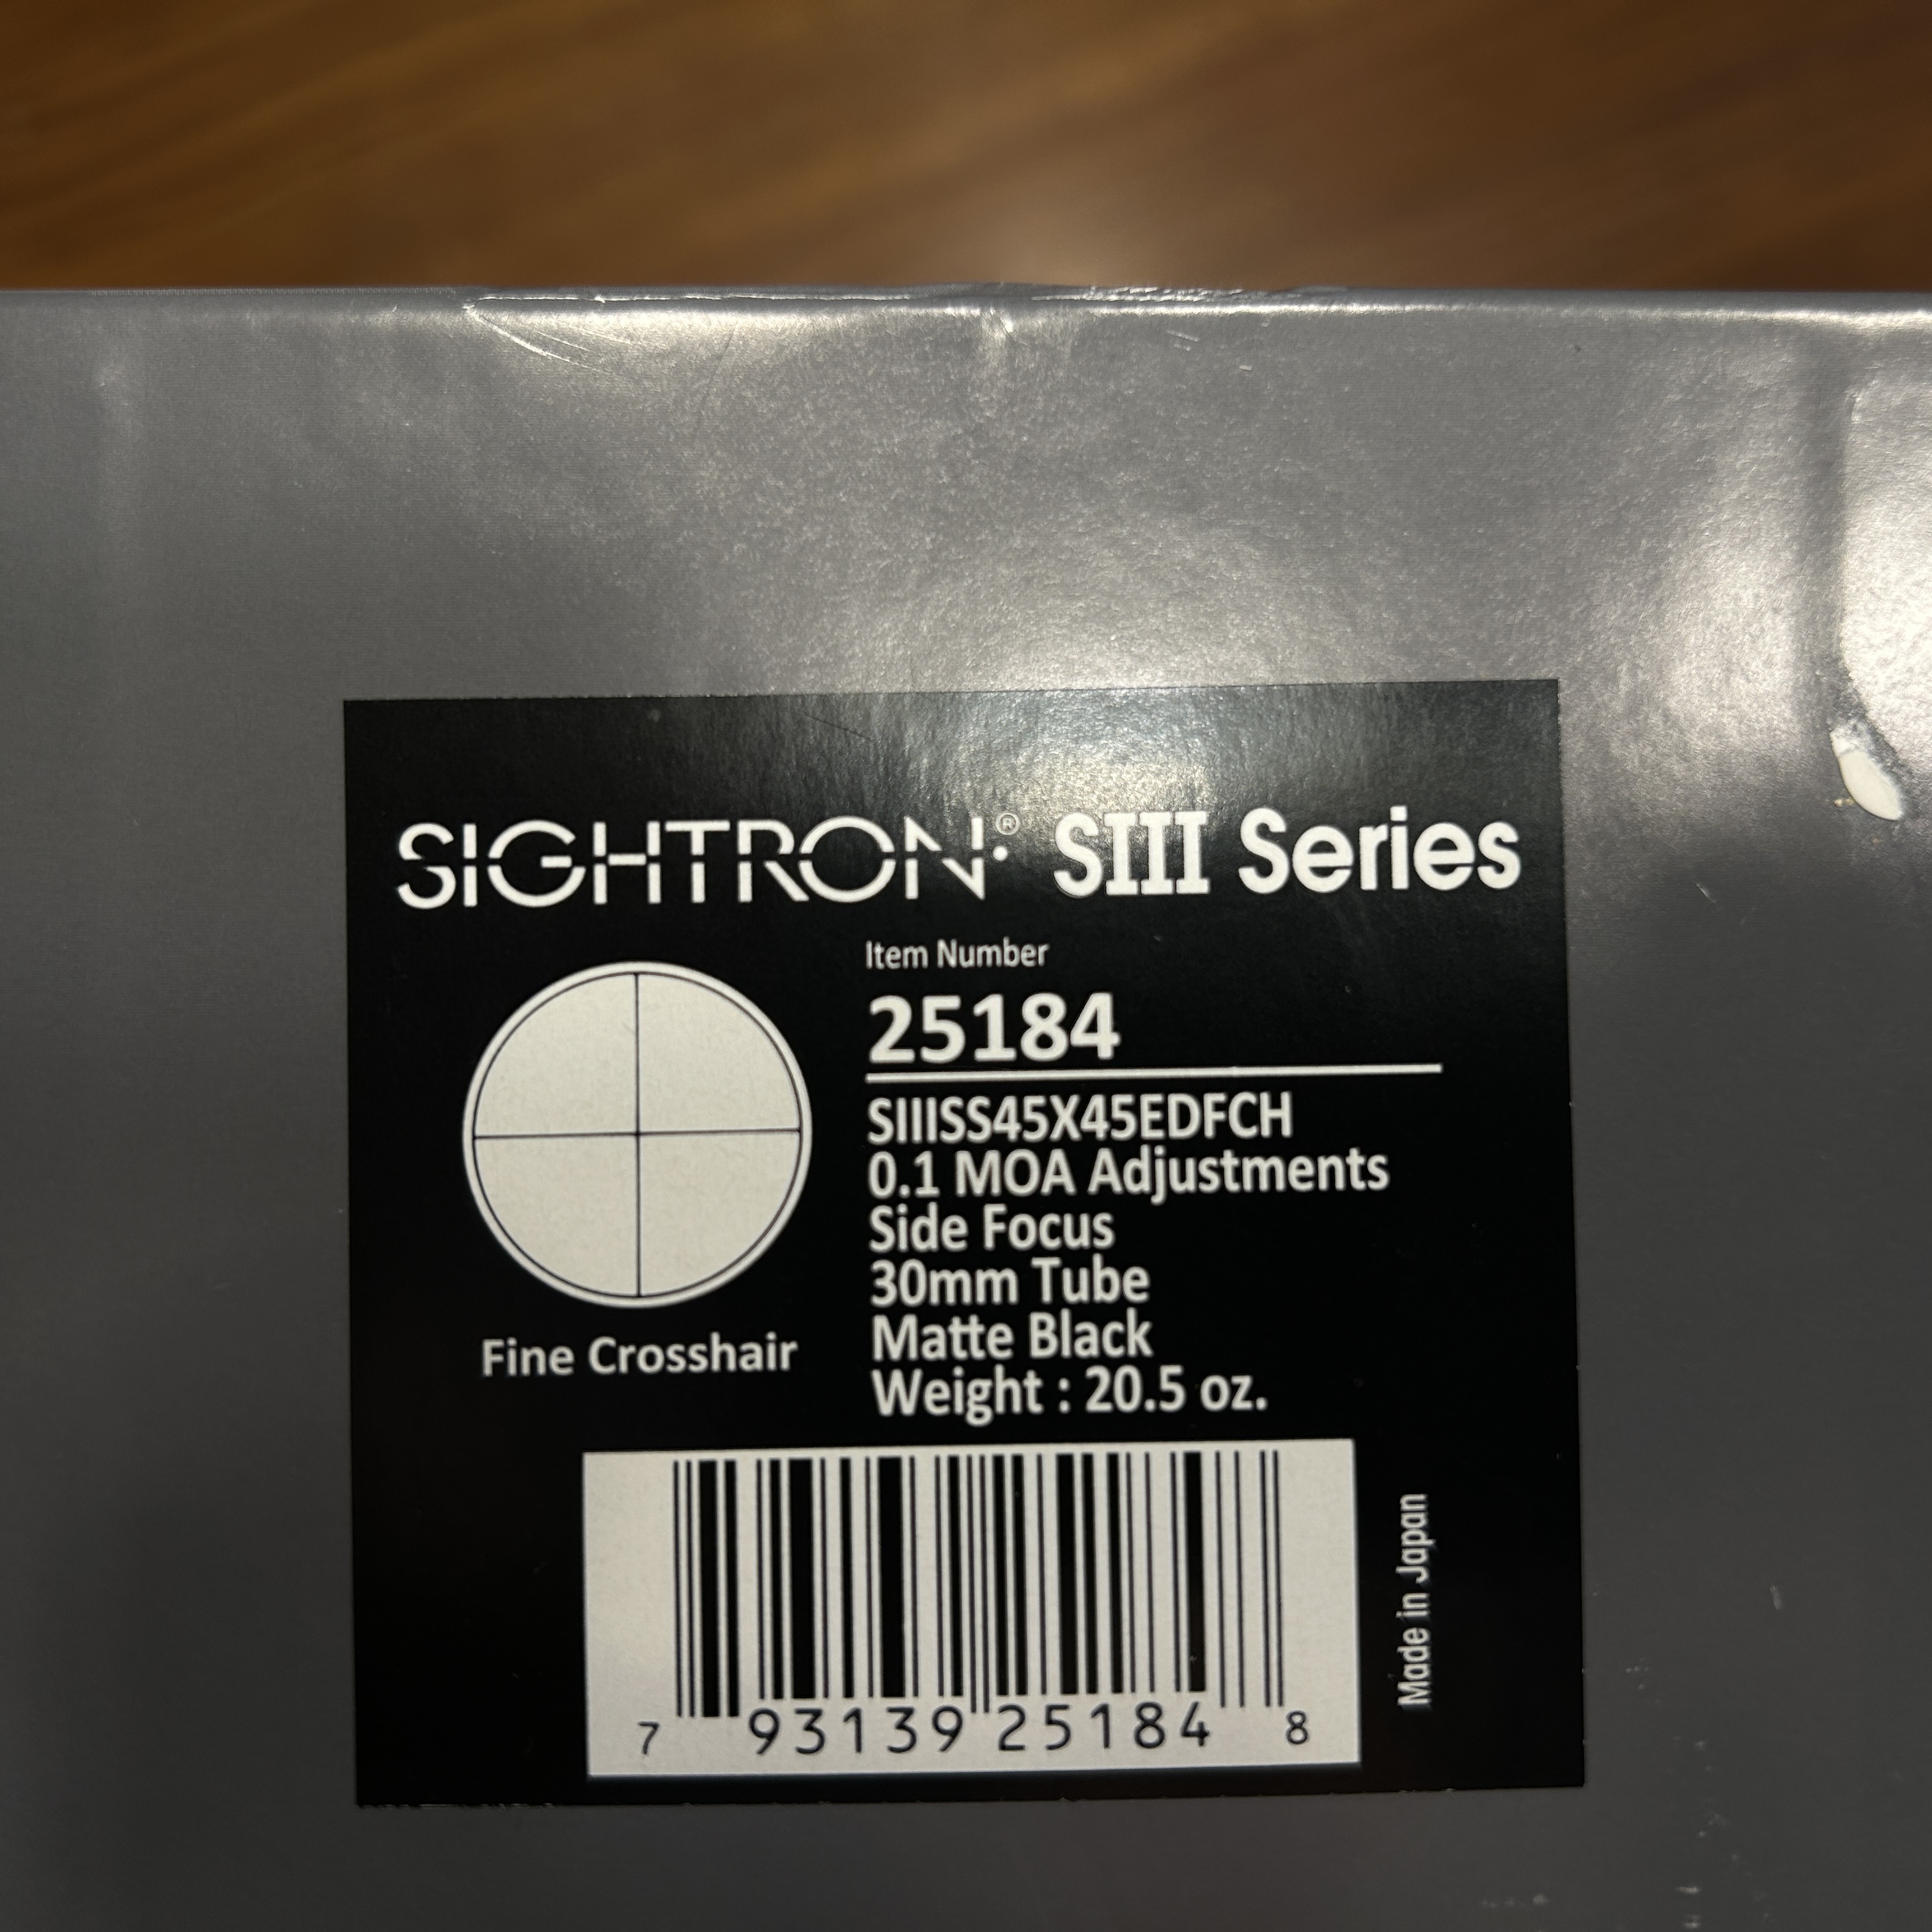 SIGHTRON® SIII Series
Item Number
25184
SIIISS45X45EDFCH
0.1 MOA Adjustments
Side Focus
30mm Tube
Matte Black
Weight : 20.5 oz.
Fine Crosshair
7 93139 25184 8
Made in Japan